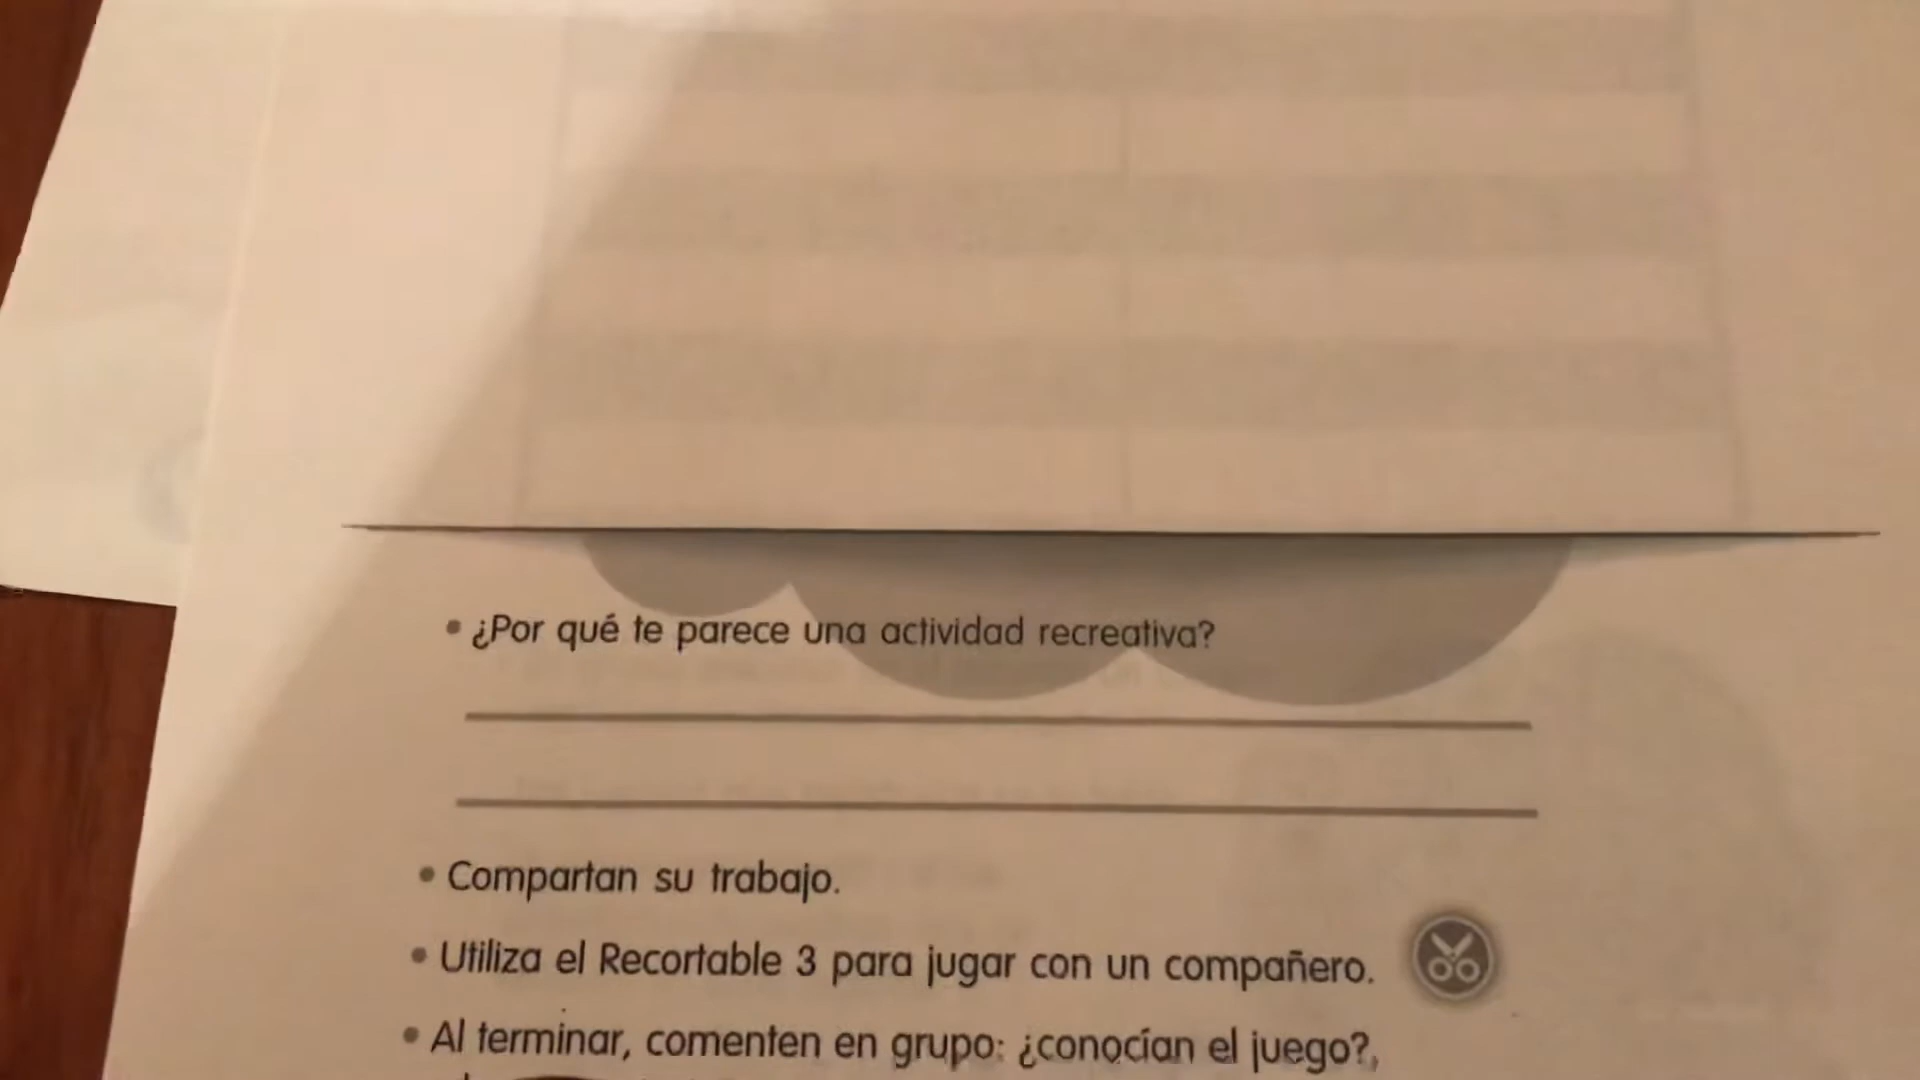 • ¿Por qué te parece una actividad recreativa?
• Compartan su trabajo.
• Utiliza el Recortable 3 para jugar con un compañero.
• Al terminar, comenten en grupo: ¿conocían el juego?,